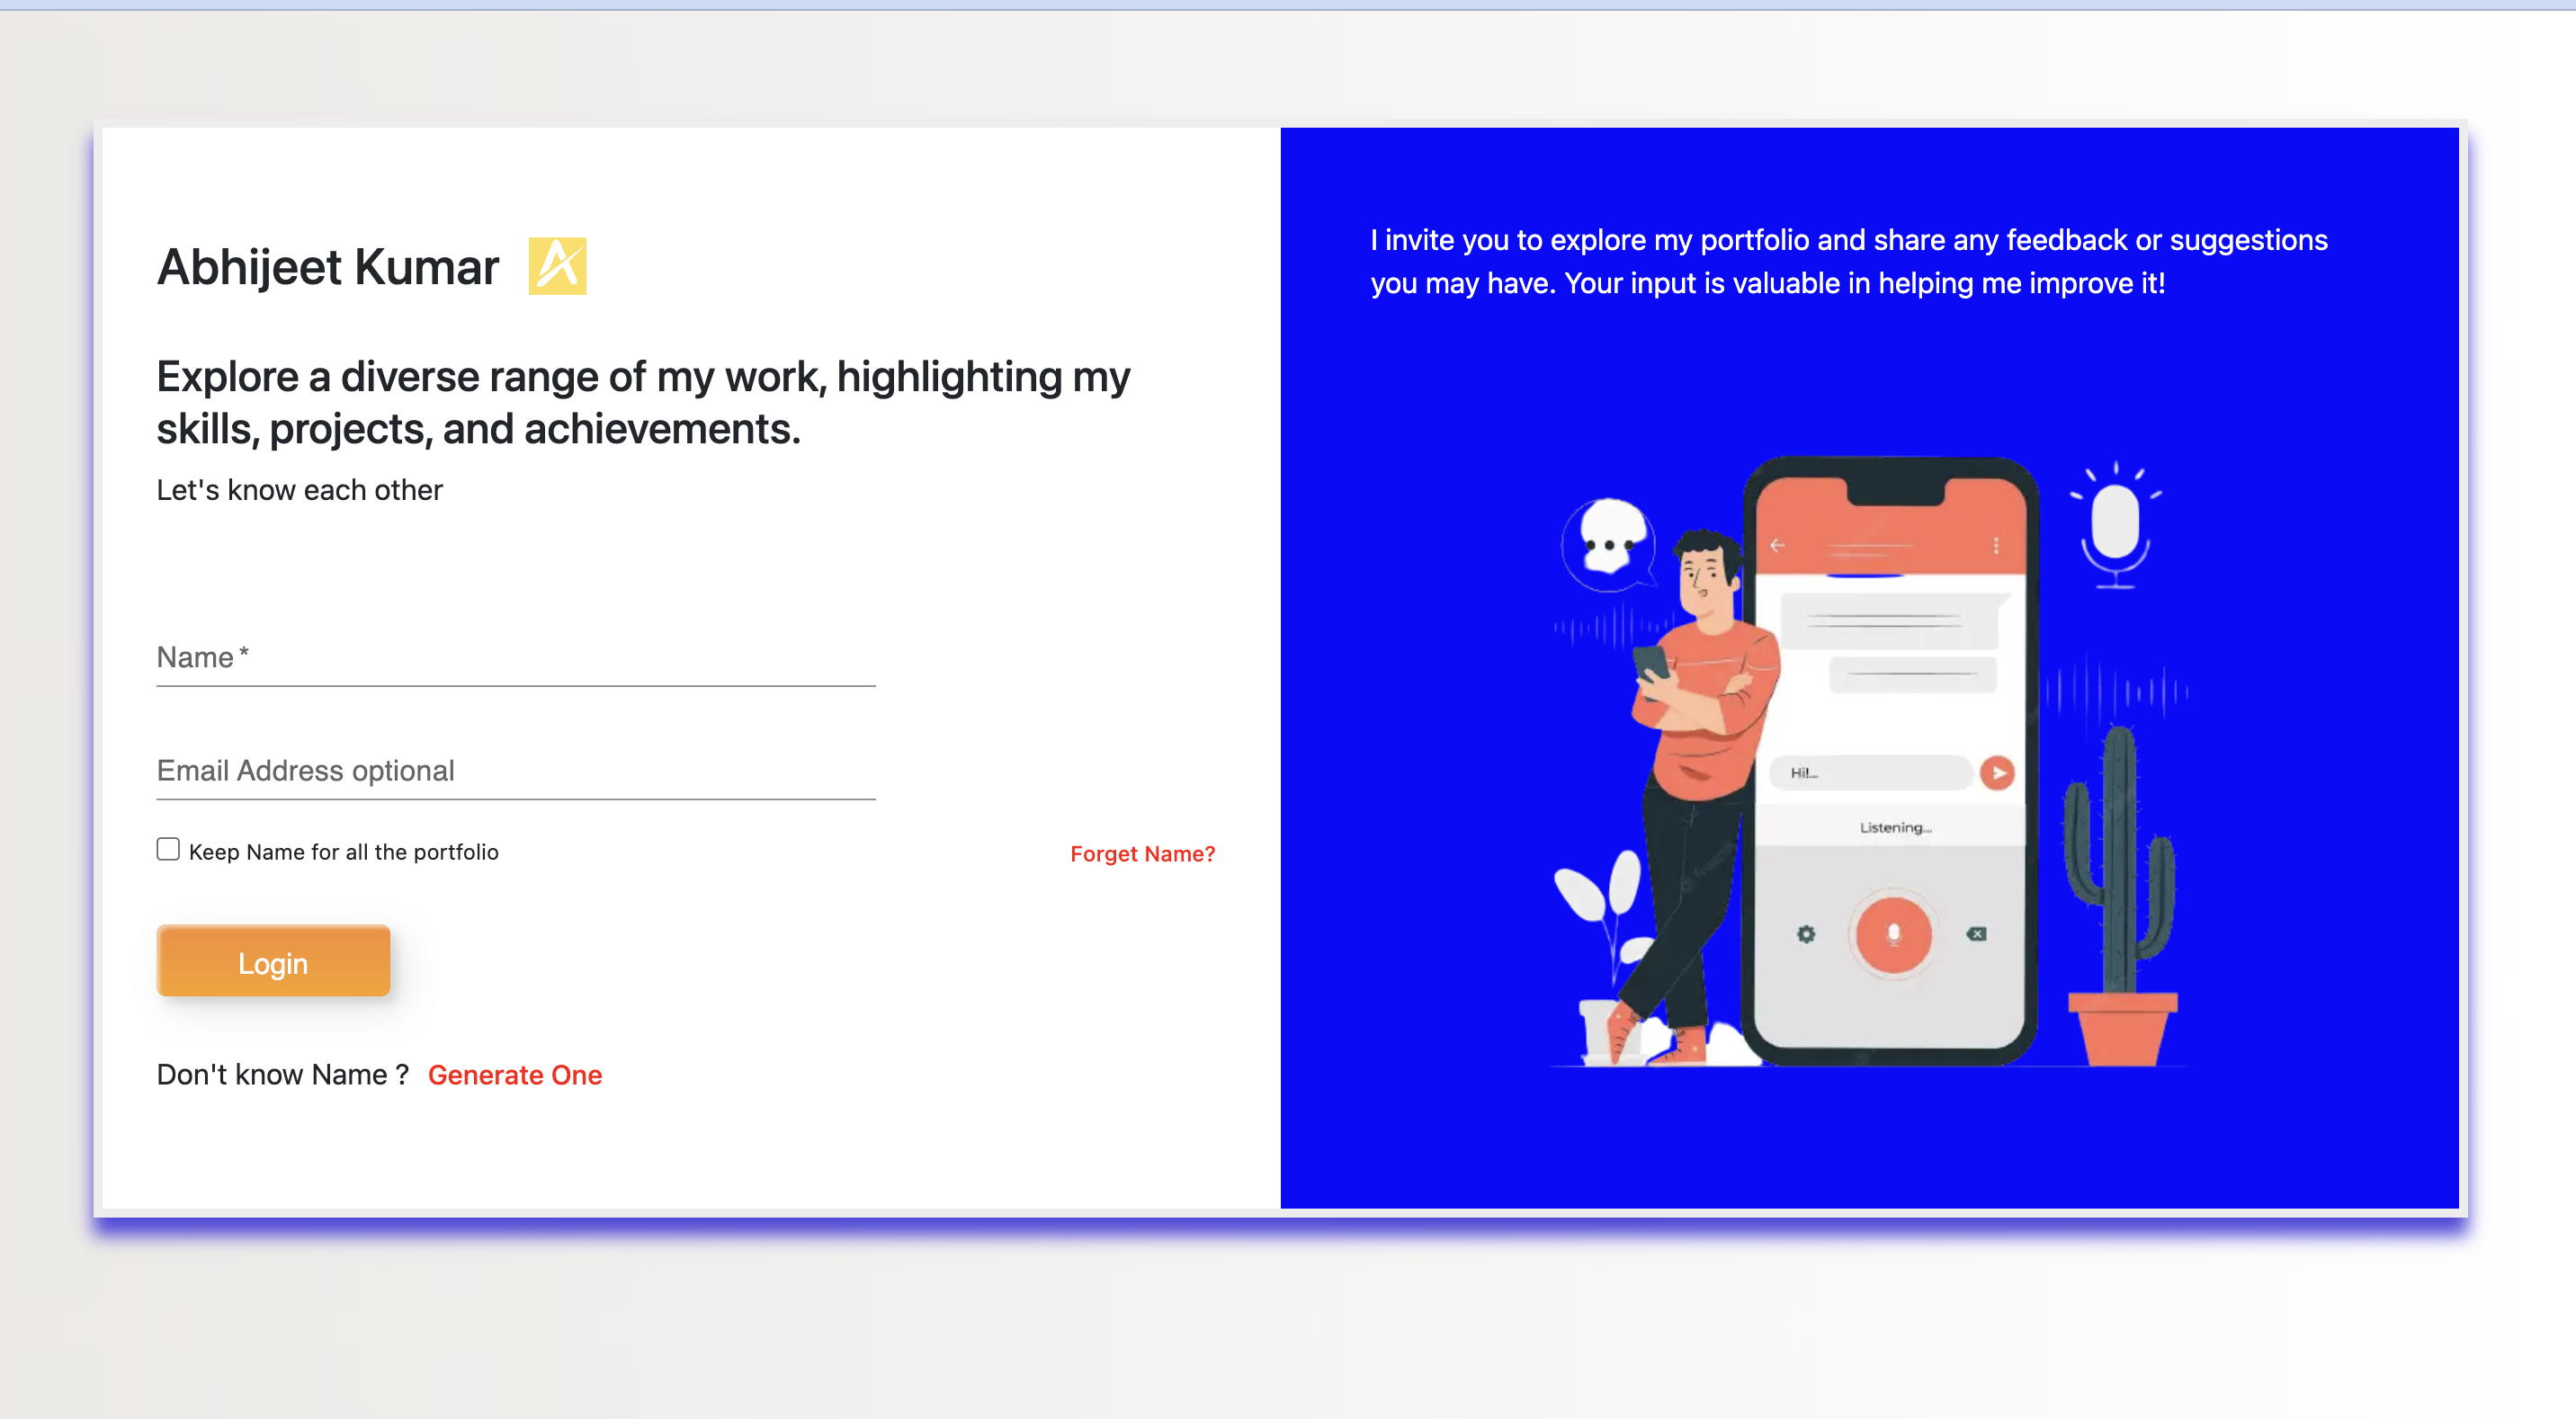 Abhijeet Kumar
Explore a diverse range of my work, highlighting my
skills, projects, and achievements.
Let's know each other
Name *
Email Address optional
Keep Name for all the portfolio
Forget Name?
Login
Don't know Name ? Generate One
I invite you to explore my portfolio and share any feedback or suggestions
you may have. Your input is valuable in helping me improve it!
Hi!...
Listening...